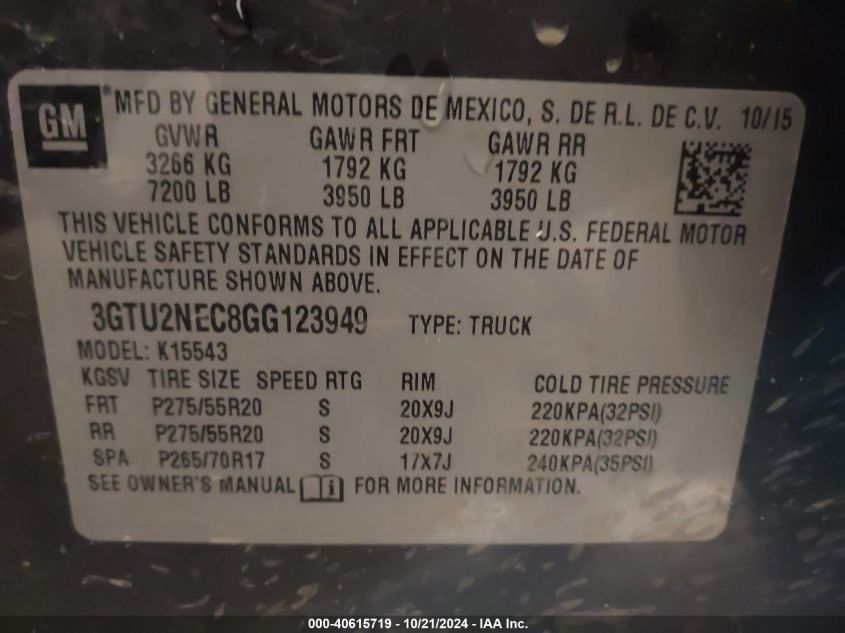 GM
®MFD BY GENERAL MOTORS DE MEXICO, S. DE R.L. DE C.V. 10/15
GVWR GAWR FRT GAWR RR
3266 KG 1792 KG 1792 KG
7200 LB 3950 LB 3950 LB
THIS VEHICLE CONFORMS TO ALL APPLICABLE U.S. FEDERAL MOTOR
VEHICLE SAFETY STANDARDS IN EFFECT ON THE DATE OF
MANUFACTURE SHOWN ABOVE.
3GTU2NEC8GG123949 TYPE: TRUCK
MODEL: K15543
KGSV TIRE SIZE SPEED RTG RIM COLD TIRE PRESSURE
FRT P275/55R20 S 20X9J 220KPA(32PSI)
RR P275/55R20 S 20X9J 220KPA(32PSI)
SPA P265/70R17 S 17X7J 240KPA(35PSI)
SEE OWNER'S MANUAL i FOR MORE INFORMATION.
000-40615719 - 10/21/2024 - IAA Inc.